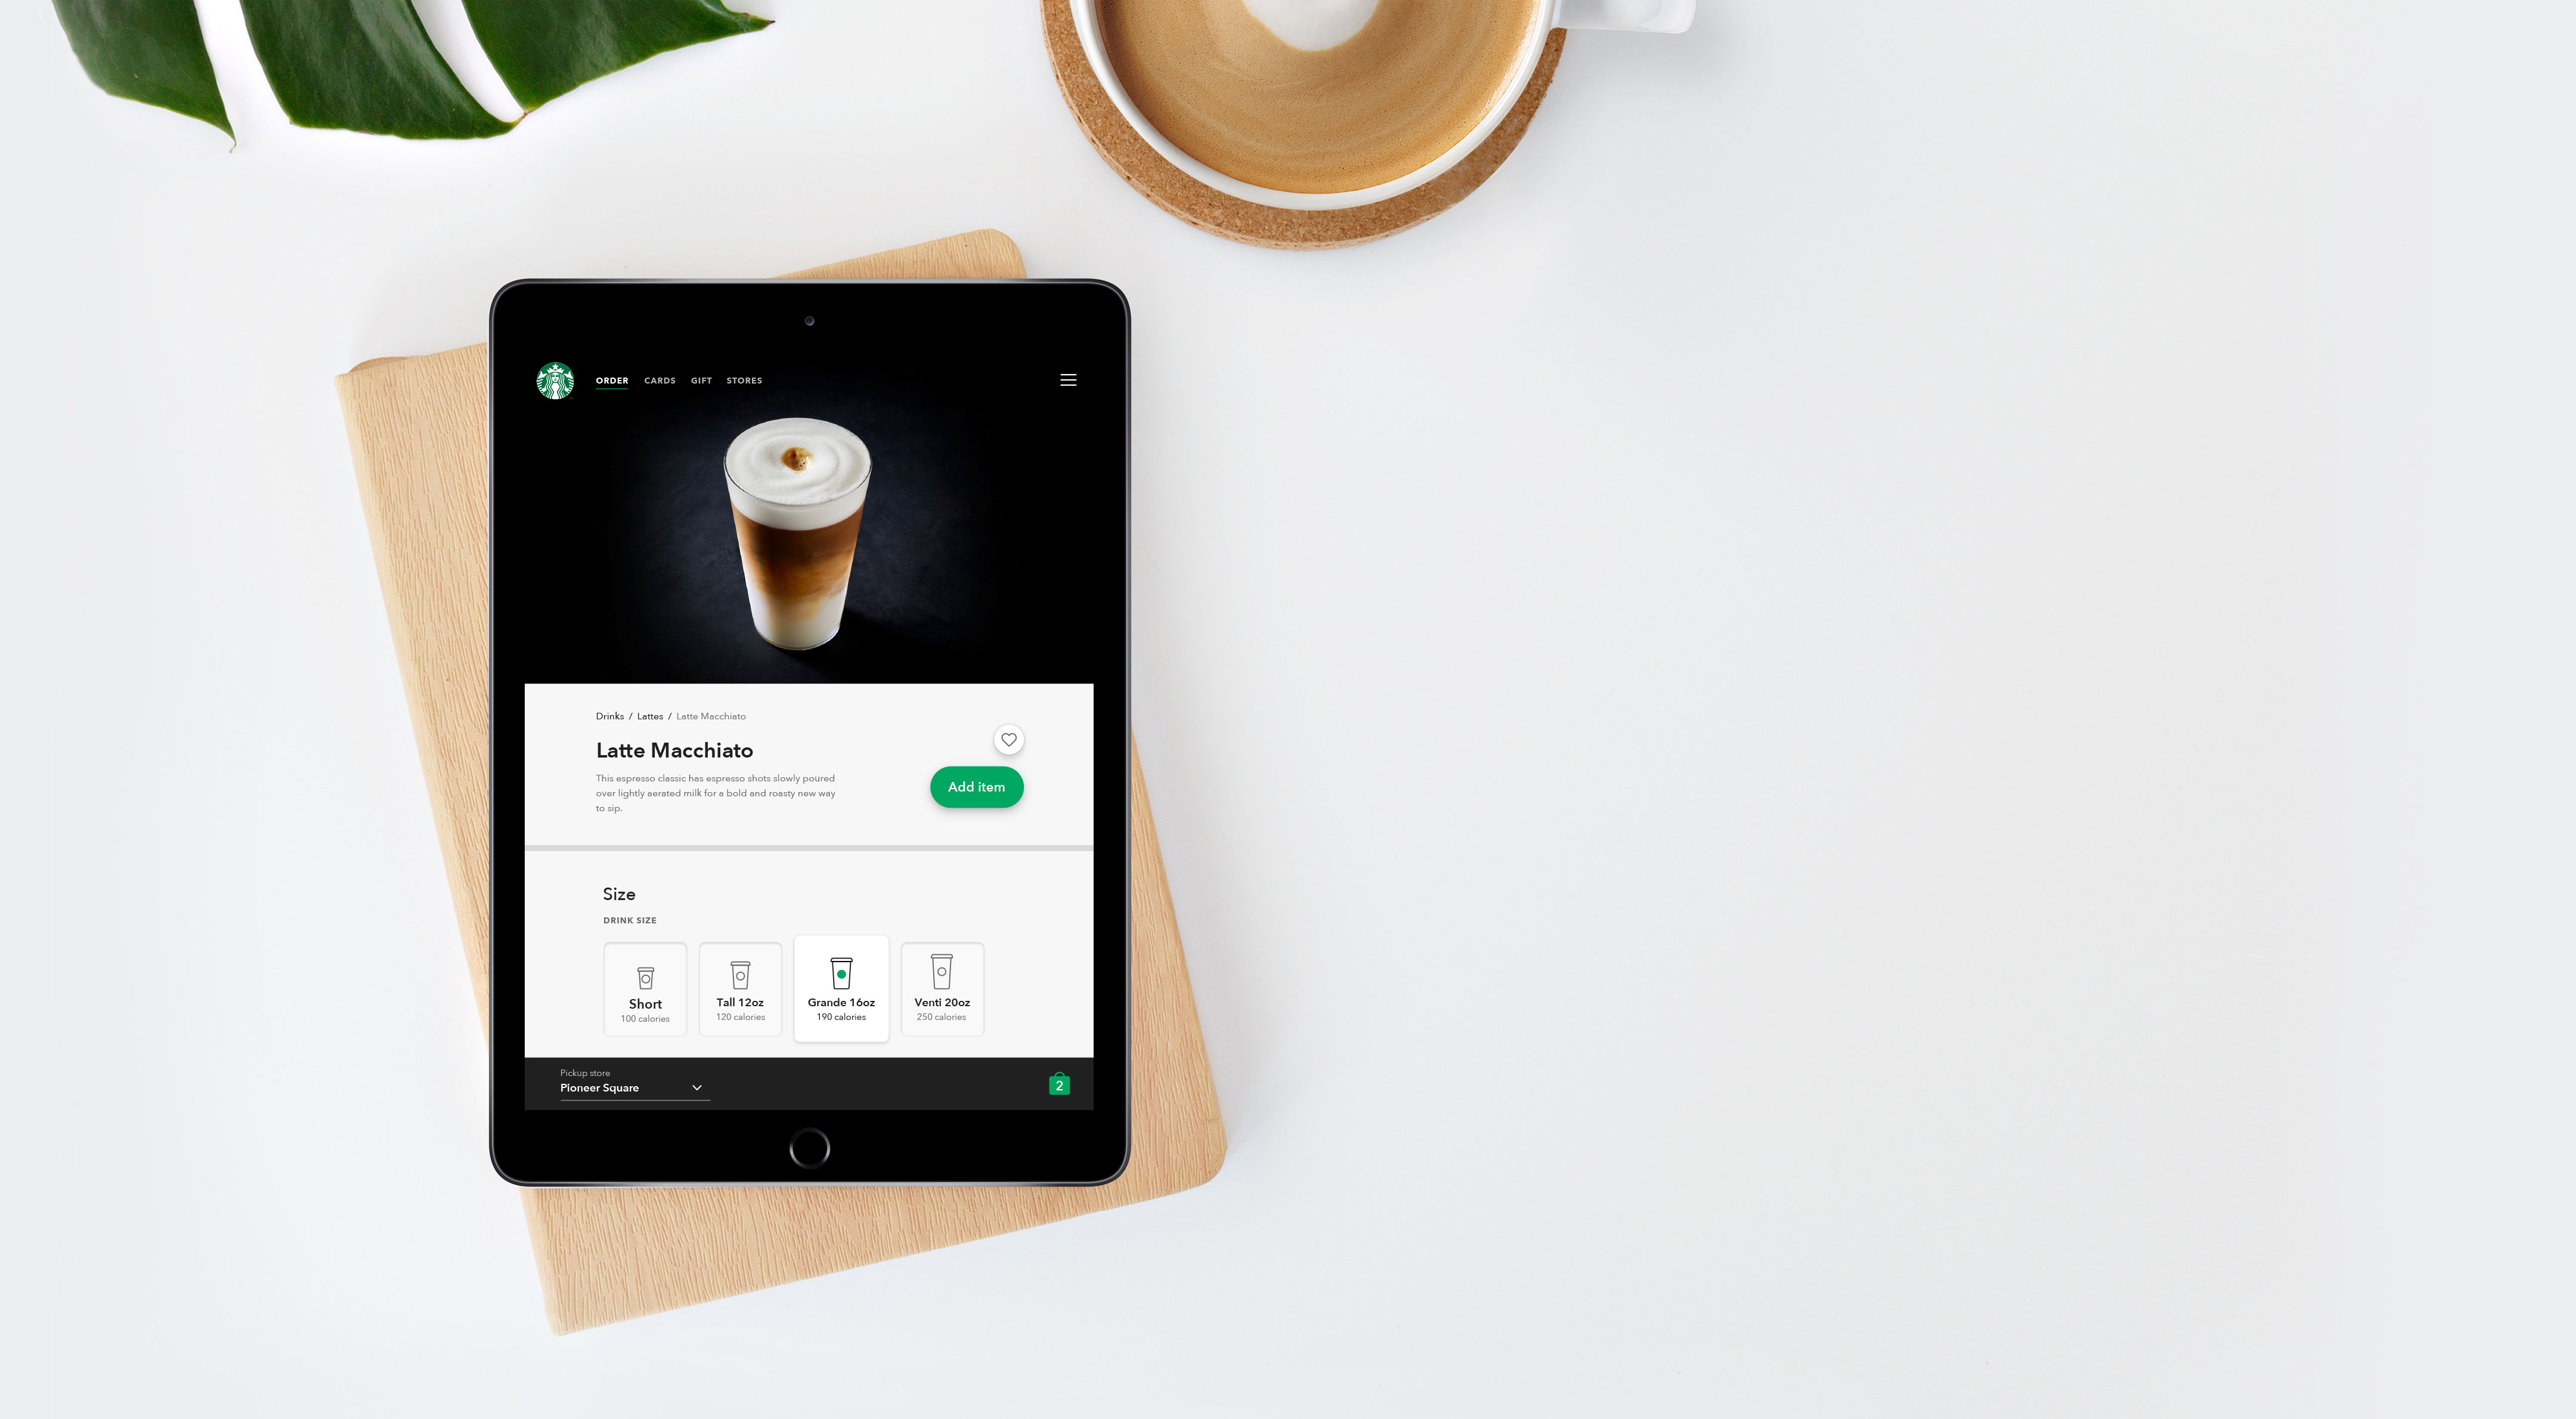 ORDER CARDS GIFT STORES
Drinks / Lattes / Latte Macchiato
Latte Macchiato
This espresso classic has espresso shots slowly poured
over lightly aerated milk for a bold and roasty new way
to sip.
Add item
Size
DRINK SIZE
Short Tall 12oz Grande 16oz Venti 20oz
100 calories 120 calories 190 calories 250 calories
Pickup store
Pioneer Square
2